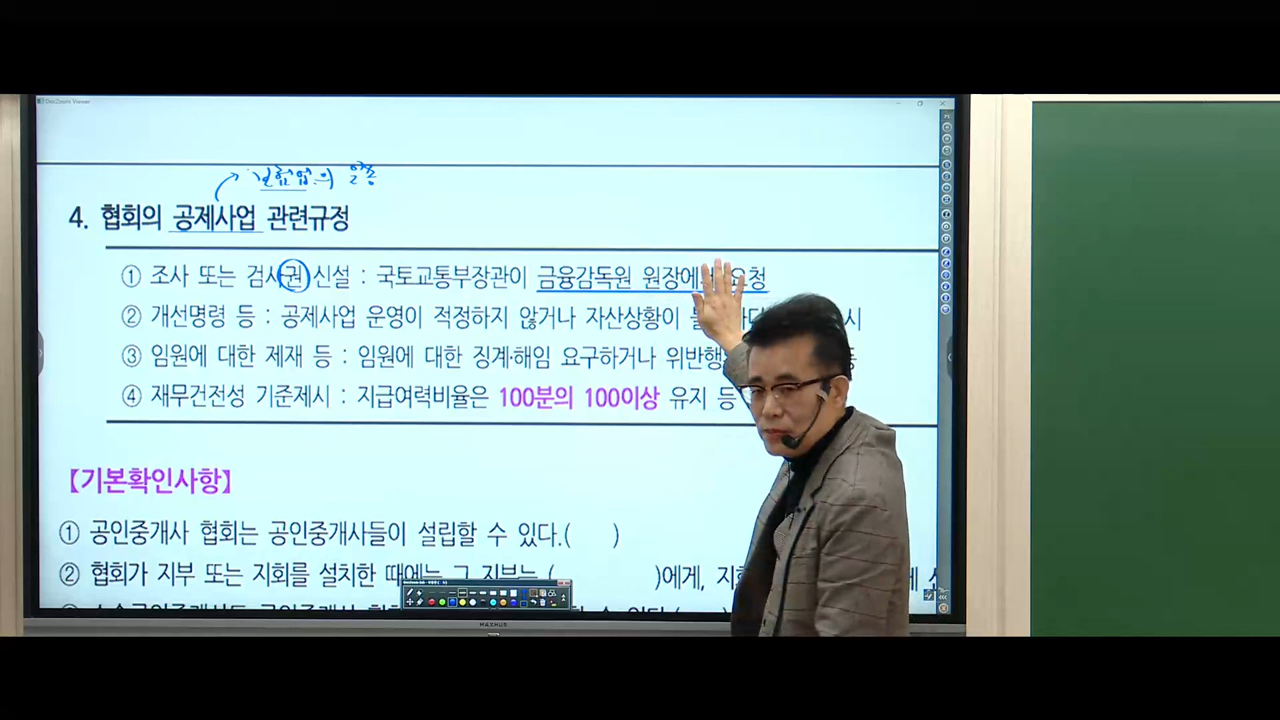 보험업의 일종
4. 협회의 공제사업 관련규정
① 조사 또는 검사권 신설 : 국토교통부장관이 금융감독원 원장에 요청
② 개선명령 등 : 공제사업 운영이 적정하지 않거나 자산상황이 시
③ 임원에 대한 제재 등 : 임원에 대한 징계·해임 요구하거나 등
④ 재무건전성 기준제시 : 지급여력비율은 100분의 100이상 유지 등
【기본확인사항】
① 공인중개사 협회는 공인중개사들이 설립할 수 있다.( )
② 협회가 지부 또는 지회를 설치한 때에는 그 지부는 ( )에게,
MAXHUB